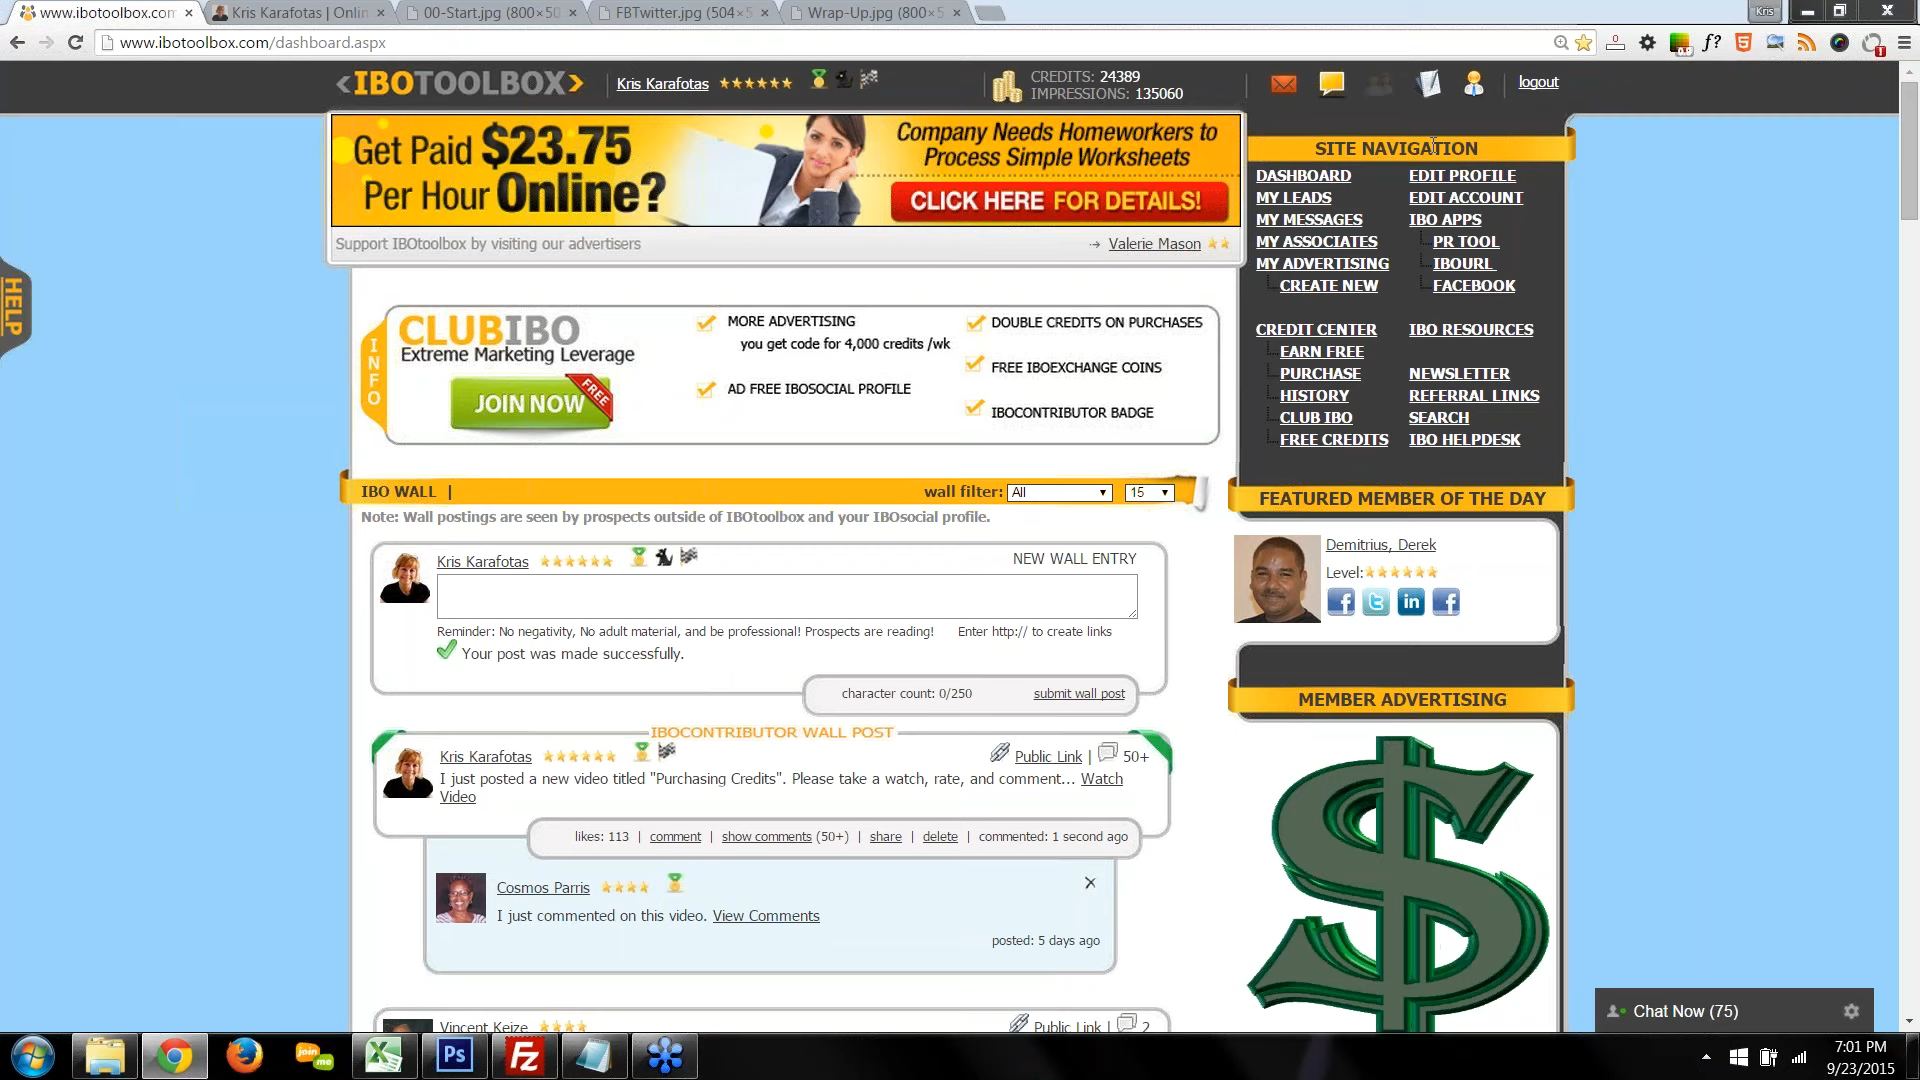 www.ibotoolbox.com
Kris Karafotas | Onlin
00-Start.jpg (800×50
FBTwitter.jpg (504×5
Wrap-Up.jpg (800×5
Kris
www.ibotoolbox.com/dashboard.aspx
<IBOTOOLBOX>
Kris Karafotas
CREDITS: 24389
IMPRESSIONS: 135060
logout
Get Paid $23.75
Per Hour Online?
Company Needs Homeworkers to
Process Simple Worksheets
CLICK HERE FOR DETAILS!
Support IBOtoolbox by visiting our advertisers
Valerie Mason
HELP
INFO
CLUBIBO
Extreme Marketing Leverage
JOIN NOW
FREE
MORE ADVERTISING
you get code for 4,000 credits /wk
AD FREE IBOSOCIAL PROFILE
DOUBLE CREDITS ON PURCHASES
FREE IBOEXCHANGE COINS
IBOCONTRIBUTOR BADGE
IBO WALL |
wall filter: All 15
Note: Wall postings are seen by prospects outside of IBOtoolbox and your IBOsocial profile.
Kris Karafotas
NEW WALL ENTRY
Reminder: No negativity, No adult material, and be professional! Prospects are reading! Enter http:// to create links
Your post was made successfully.
character count: 0/250 submit wall post
IBOCONTRIBUTOR WALL POST
Kris Karafotas
Public Link | 50+
I just posted a new video titled "Purchasing Credits". Please take a watch, rate, and comment... Watch
Video
likes: 113 | comment | show comments (50+) | share | delete | commented: 1 second ago
Cosmos Parris
I just commented on this video. View Comments
posted: 5 days ago
Vincent Keize
Public Link | 2
SITE NAVIGATION
DASHBOARD
MY LEADS
MY MESSAGES
MY ASSOCIATES
MY ADVERTISING
CREATE NEW
CREDIT CENTER
EARN FREE
PURCHASE
HISTORY
CLUB IBO
FREE CREDITS
EDIT PROFILE
EDIT ACCOUNT
IBO APPS
PR TOOL
IBOURL
FACEBOOK
IBO RESOURCES
NEWSLETTER
REFERRAL LINKS
SEARCH
IBO HELPDESK
FEATURED MEMBER OF THE DAY
Demitrius, Derek
Level:
MEMBER ADVERTISING
Chat Now (75)
7:01 PM
9/23/2015